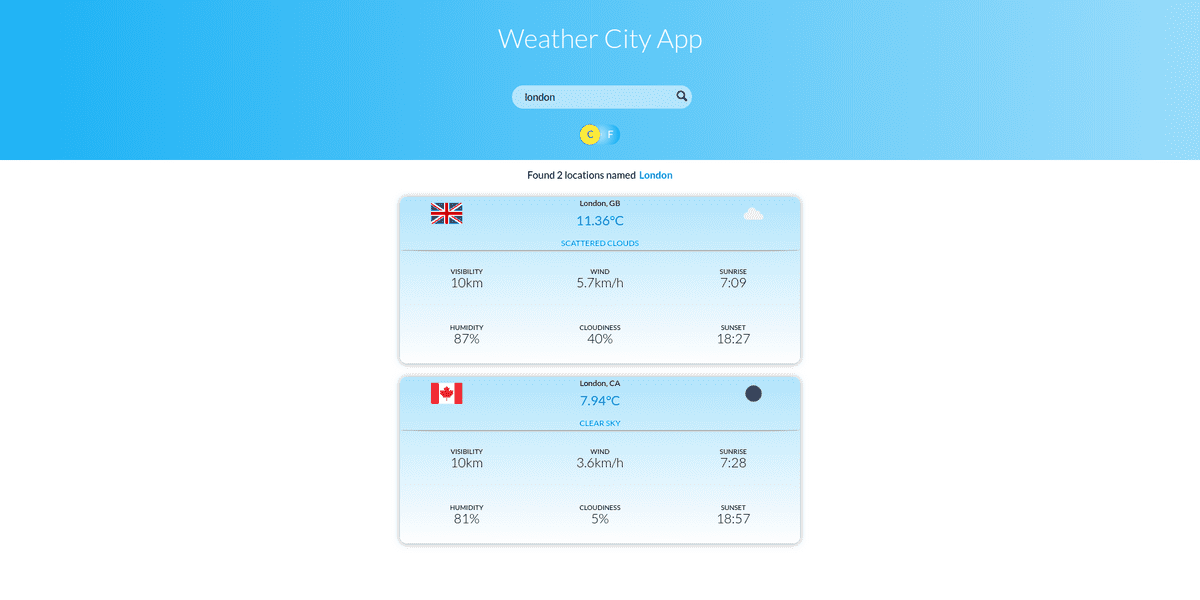 Weather City App
london
C F
Found 2 locations named London
London, GB
11.36°C
SCATTERED CLOUDS
VISIBILITY WIND SUNRISE
10km 5.7km/h 7:09
HUMIDITY CLOUDINESS SUNSET
87% 40% 18:27
London, CA
7.94°C
CLEAR SKY
VISIBILITY WIND SUNRISE
10km 3.6km/h 7:28
HUMIDITY CLOUDINESS SUNSET
81% 5% 18:57